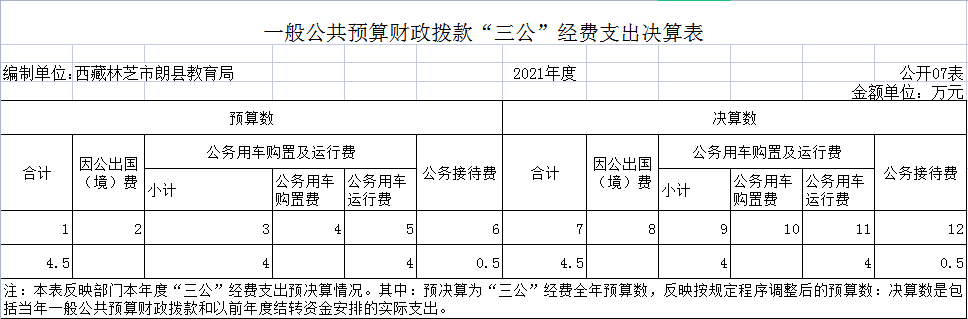 一般公共预算财政拨款“三公”经费支出决算表
编制单位:西藏林芝市朗县教育局 2021年度 公开07表
金额单位：万元
预算数 决算数
合计 因公出国（境）费 公务用车购置及运行费 公务接待费 合计 因公出国（境）费 公务用车购置及运行费 公务接待费
小计 公务用车购置费 公务用车运行费 小计 公务用车购置费 公务用车运行费
1 2 3 4 5 6 7 8 9 10 11 12
4.5 4 4 0.5 4.5 4 4 0.5
注：本表反映部门本年度“三公”经费支出预决算情况。其中：预决算为“三公”经费全年预算数，反映按规定程序调整后的预算数：决算数是包
括当年一般公共预算财政拨款和以前年度结转资金安排的实际支出。